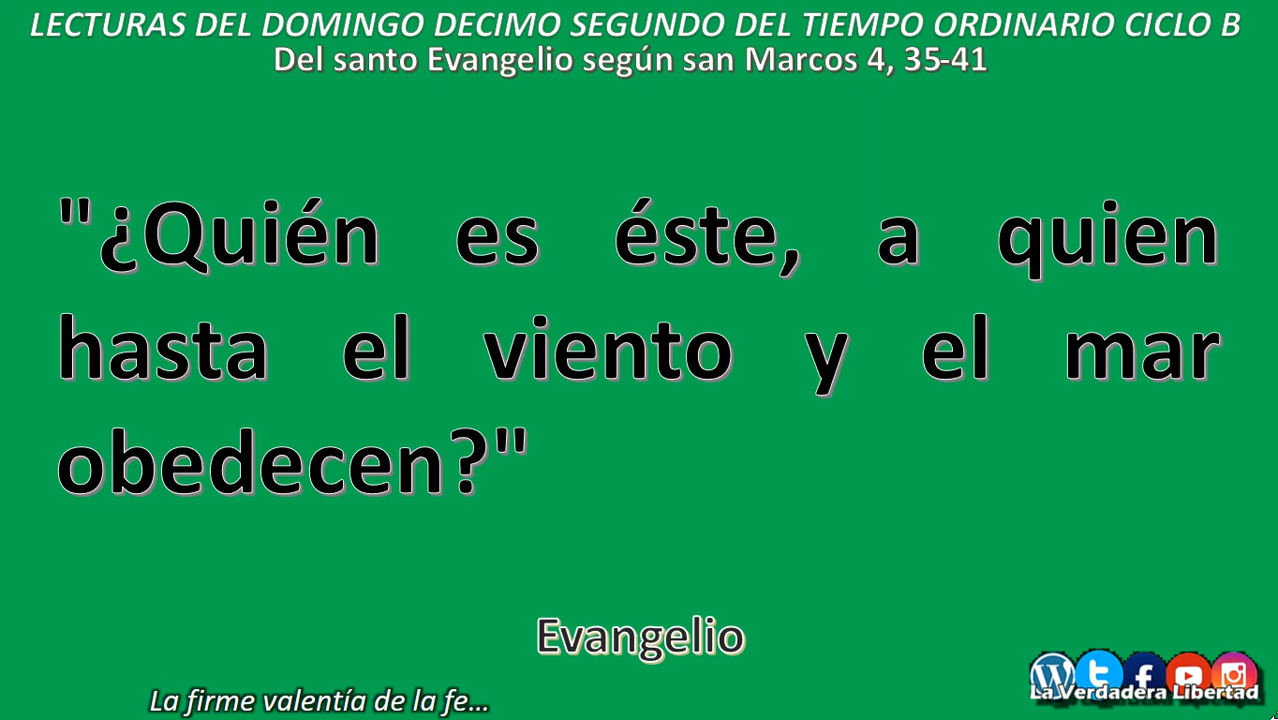 LECTURAS DEL DOMINGO DECIMO SEGUNDO DEL TIEMPO ORDINARIO CICLO B
Del santo Evangelio según san Marcos 4, 35-41
"¿Quién es éste, a quien
hasta el viento y el mar
obedecen?"
Evangelio
La Verdadera Libertad
La firme valentía de la fe...